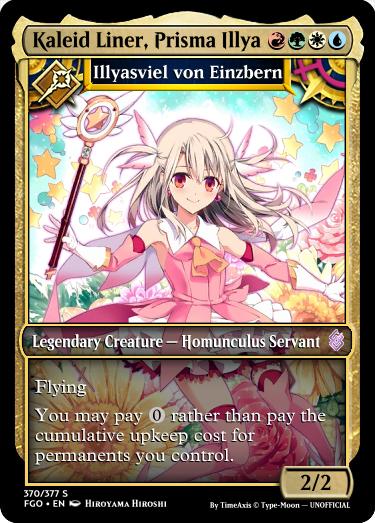 Kaleid Liner, Prisma Illya
Illyasviel von Einzbern
Legendary Creature — Homunculus Servant
Flying
You may pay 0 rather than pay the
cumulative upkeep cost for
permanents you control.
2/2
370/377 S
FGO • EN Hiroyama Hiroshi
By TimeAxis © Type-Moon — UNOFFICIAL